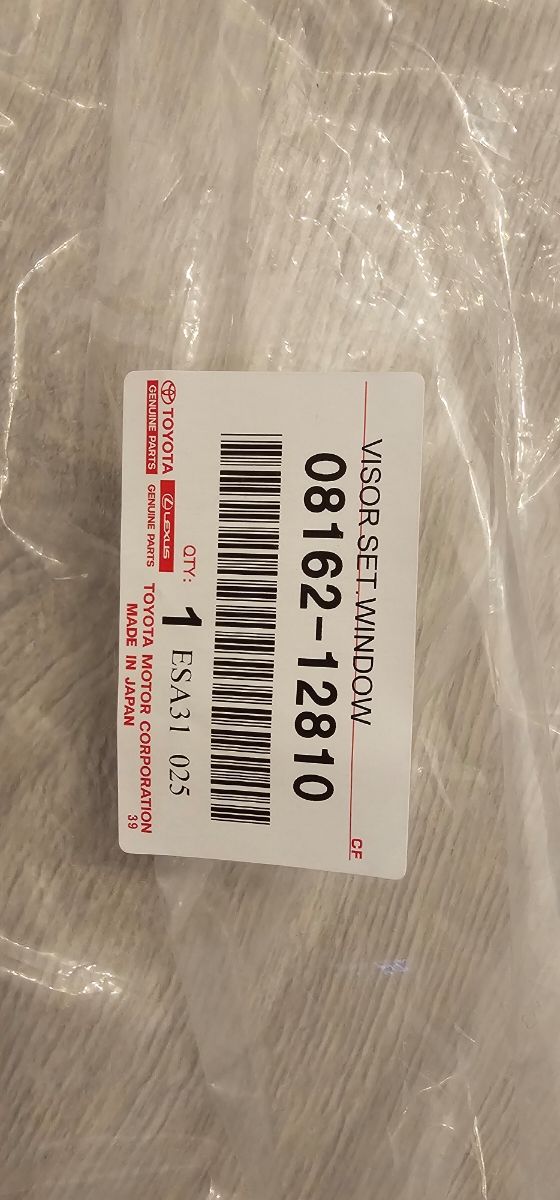 VISOR SET,WINDOW
CF
08162-12810
QTY: 1 ESA31 025
TOYOTA
GENUINE PARTS
LEXUS
GENUINE PARTS
TOYOTA MOTOR CORPORATION
MADE IN JAPAN
39